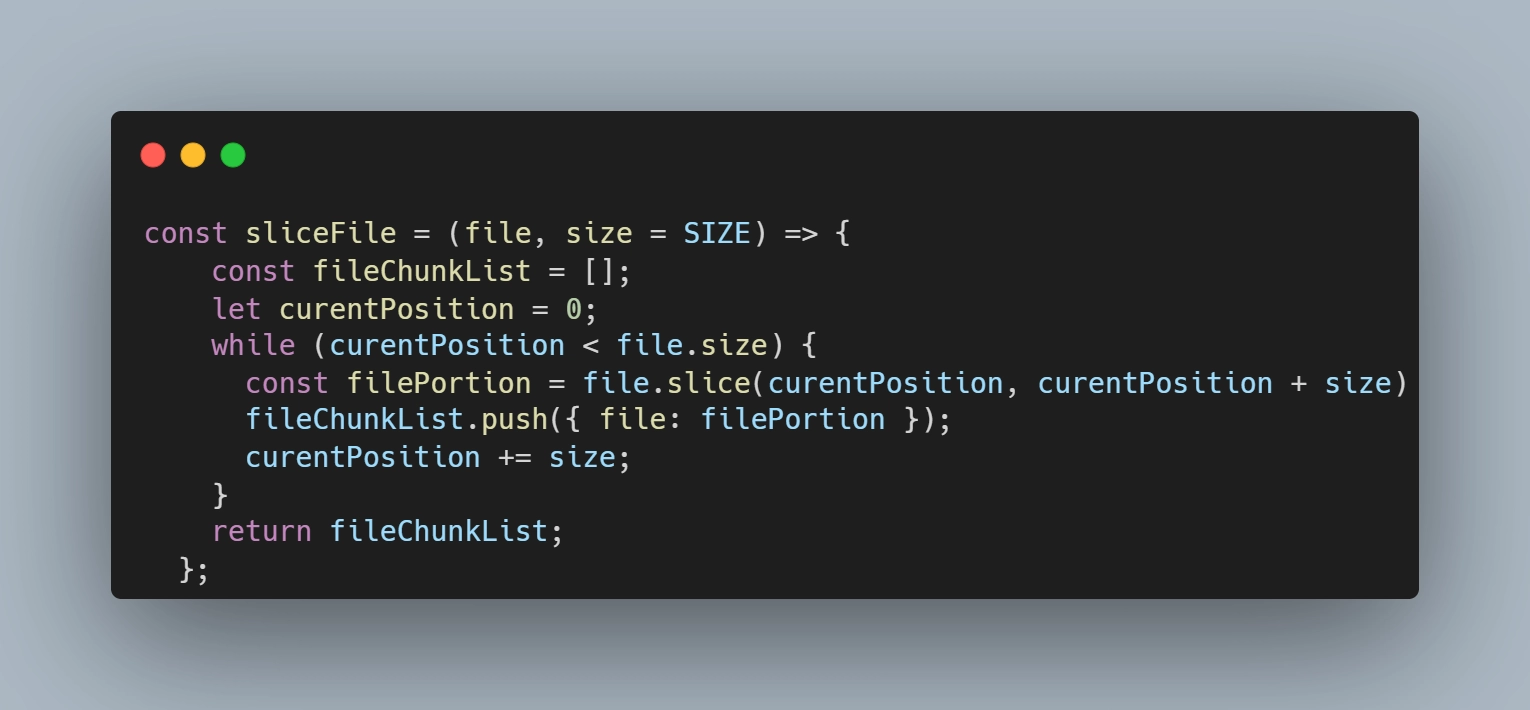 const sliceFile = (file, size = SIZE) => {
    const fileChunkList = [];
    let curentPosition = 0;
    while (curentPosition < file.size) {
      const filePortion = file.slice(curentPosition, curentPosition + size)
      fileChunkList.push({ file: filePortion });
      curentPosition += size;
    }
    return fileChunkList;
  };